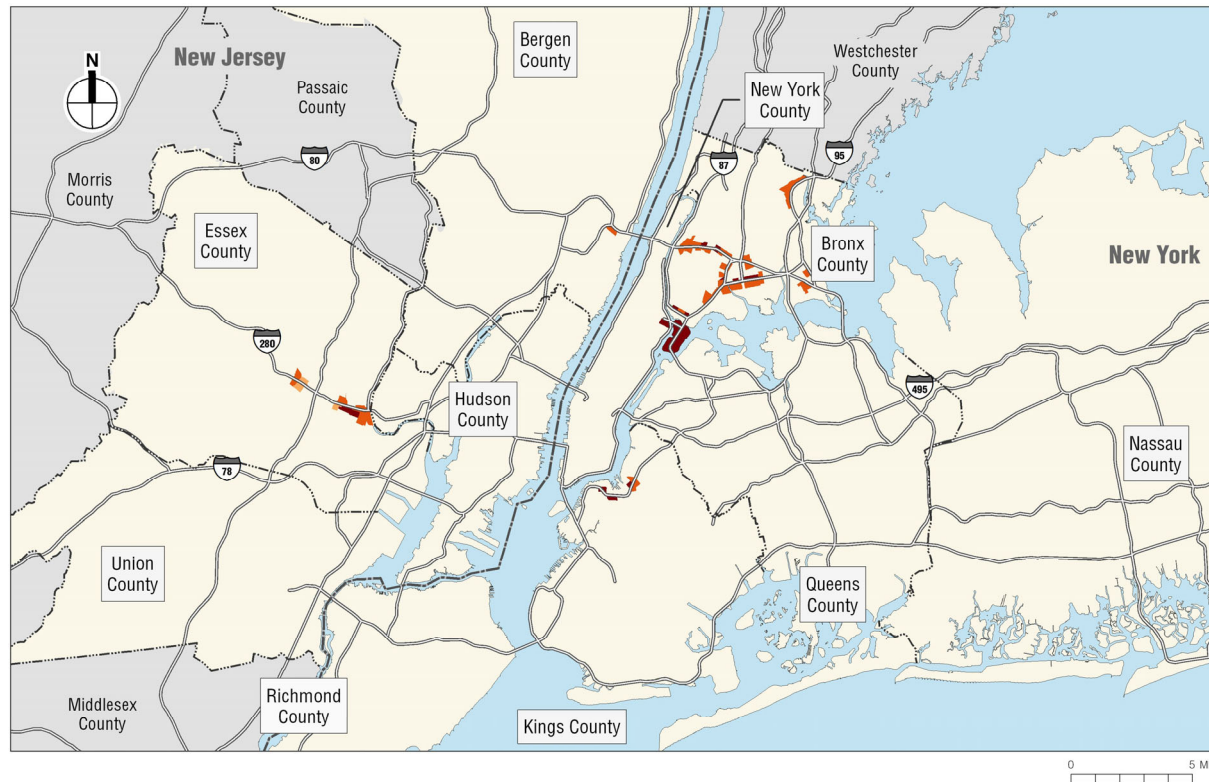 New Jersey
N
Bergen
County
Westchester
County
Passaic
County
New York
County
80
87
95
Morris
County
Essex
County
Bronx
County
New York
280
Hudson
County
495
Nassau
County
78
Union
County
Queens
County
Richmond
County
Middlesex
County
Kings County
0
5 M